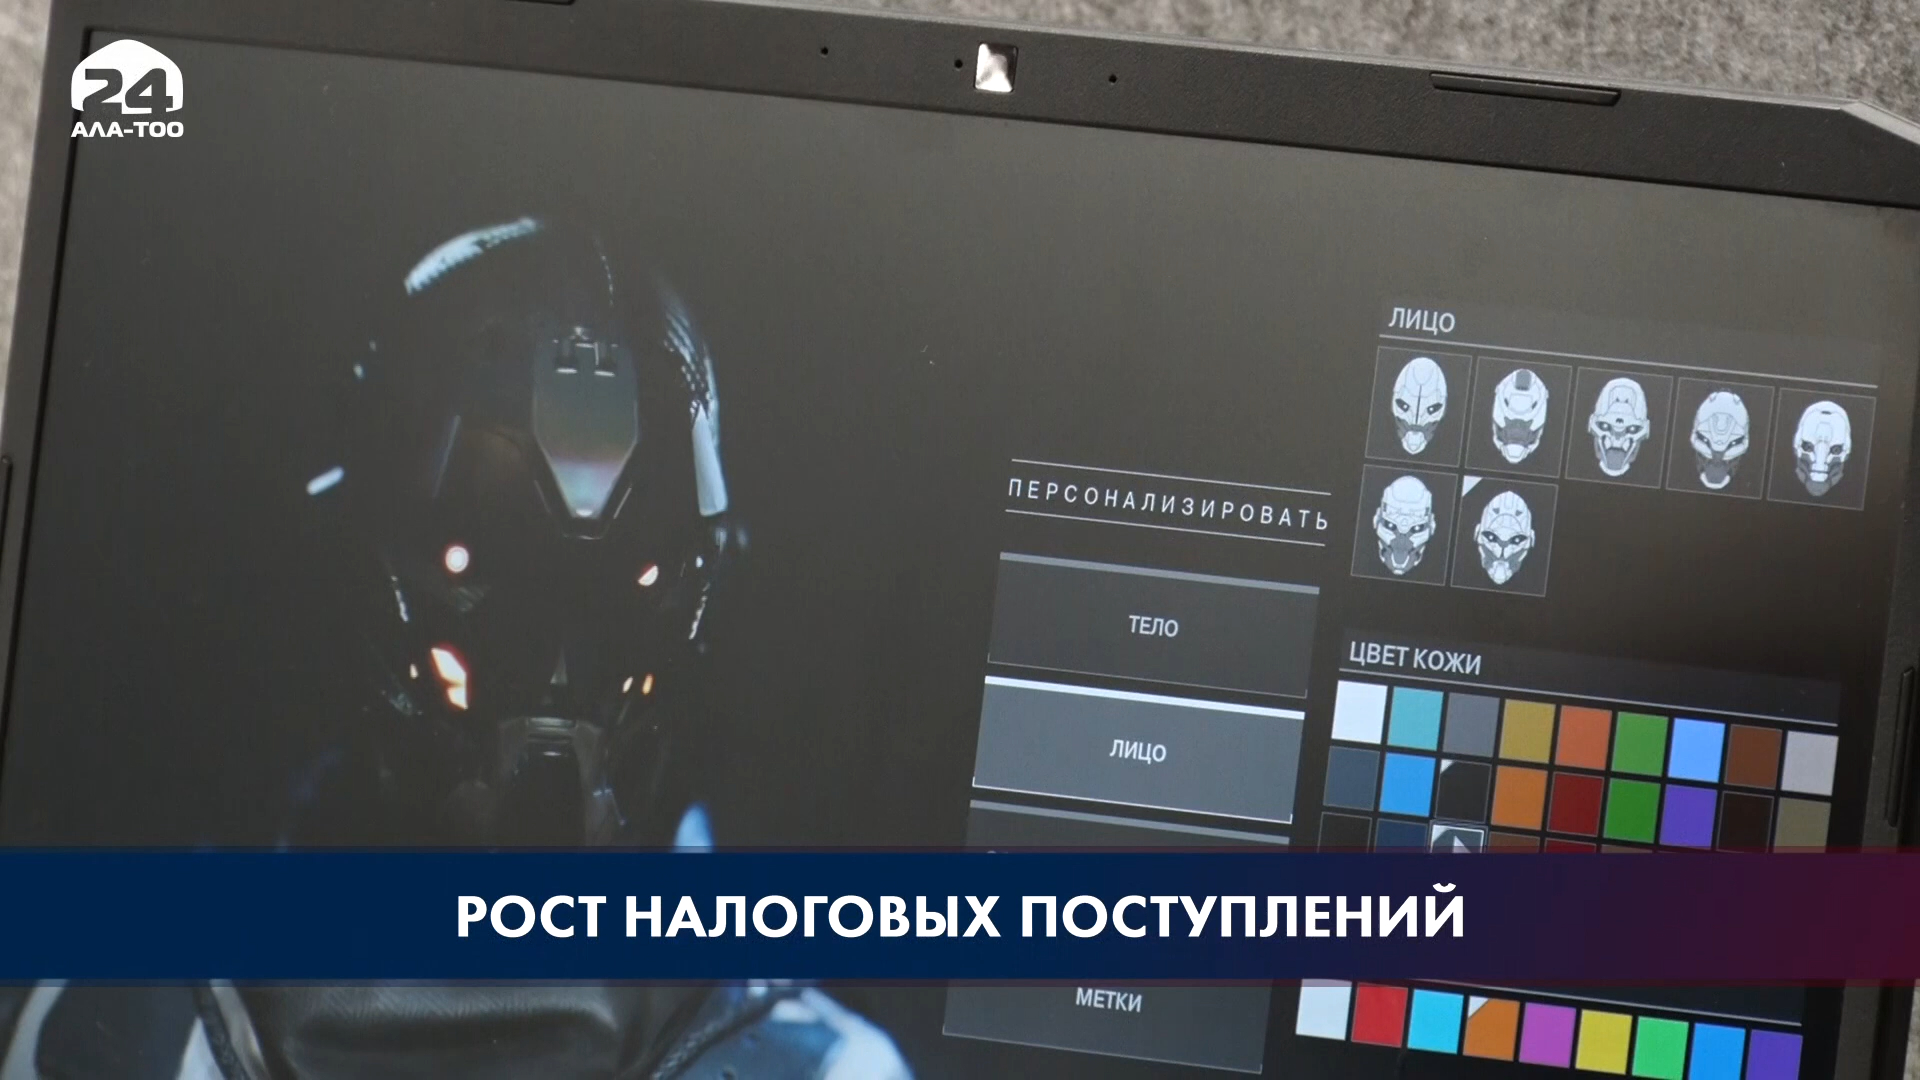 24
АЛА-ТОО
ЛИЦО
ПЕРСОНАЛИЗИРОВАТЬ
ТЕЛО
ЦВЕТ КОЖИ
ЛИЦО
РОСТ НАЛОГОВЫХ ПОСТУПЛЕНИЙ
МЕТКИ